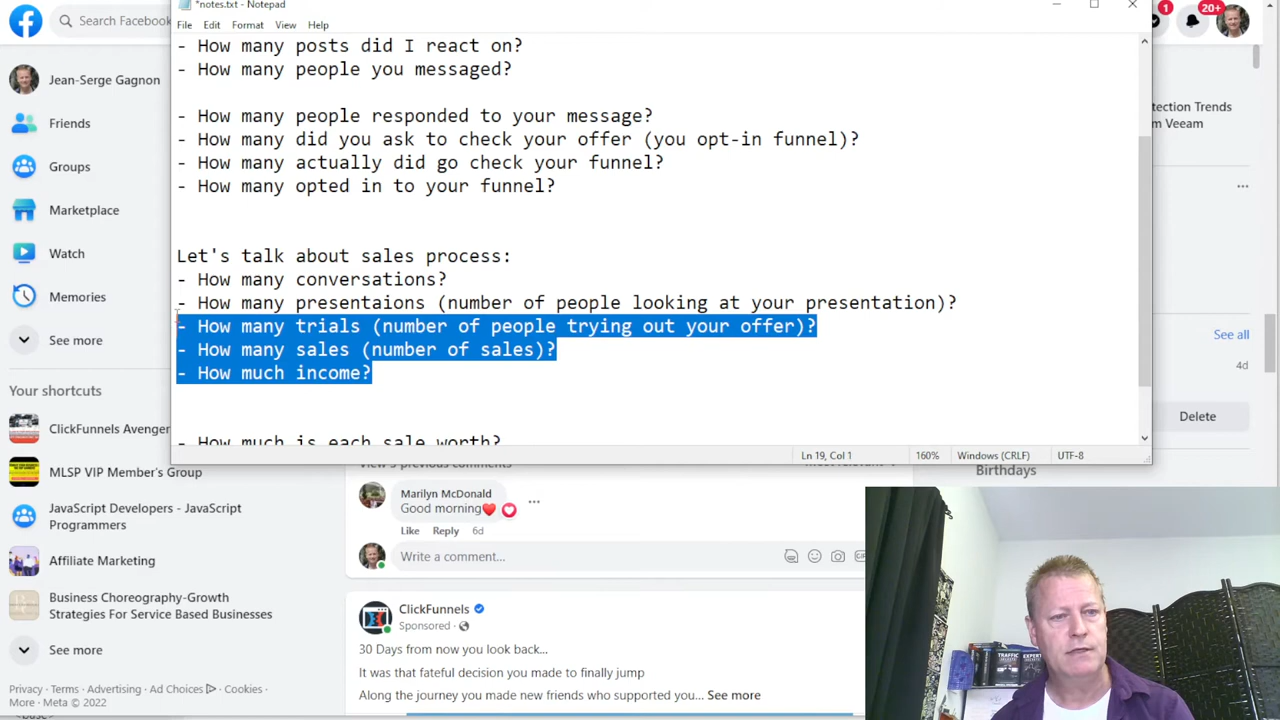 *notes.txt - Notepad
File Edit Format View Help
- How many posts did I react on?
- How many people you messaged?
- How many people responded to your message?
- How many did you ask to check your offer (you opt-in funnel)?
- How many actually did go check your funnel?
- How many opted in to your funnel?
Let's talk about sales process:
- How many conversations?
- How many presentaions (number of people looking at your presentation)?
- How many trials (number of people trying out your offer)?
- How many sales (number of sales)?
- How much income?
- How much is each sale worth?
Ln 19, Col 1 160% Windows (CRLF) UTF-8
Search Facebook
1
20+
Jean-Serge Gagnon
Friends
Groups
Marketplace
Watch
Memories
See more
Your shortcuts
ClickFunnels Avenger
MLSP VIP Member's Group
JavaScript Developers - JavaScript
Programmers
Affiliate Marketing
Business Choreography-Growth
Strategies For Service Based Businesses
See more
Privacy · Terms · Advertising · Ad Choices · Cookies ·
More · Meta © 2022
View 5 previous comments
Marilyn McDonald
Good morning
Like Reply 6d
Write a comment...
ClickFunnels
Sponsored ·
30 Days from now you look back...
It was that fateful decision you made to finally jump
Along the journey you made new friends who supported you... See more
tection Trends
m Veeam
See all
4d
Delete
Birthdays
TRAFFIC
SECRETS
EXPERT
SECRETS